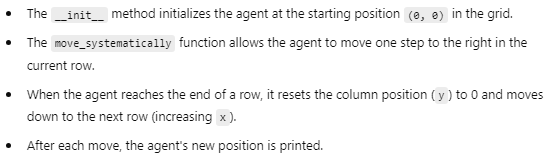 • The __init__ method initializes the agent at the starting position (0, 0) in the grid.
• The move_systematically function allows the agent to move one step to the right in the
current row.
• When the agent reaches the end of a row, it resets the column position ( y ) to 0 and moves
down to the next row (increasing x ).
• After each move, the agent's new position is printed.